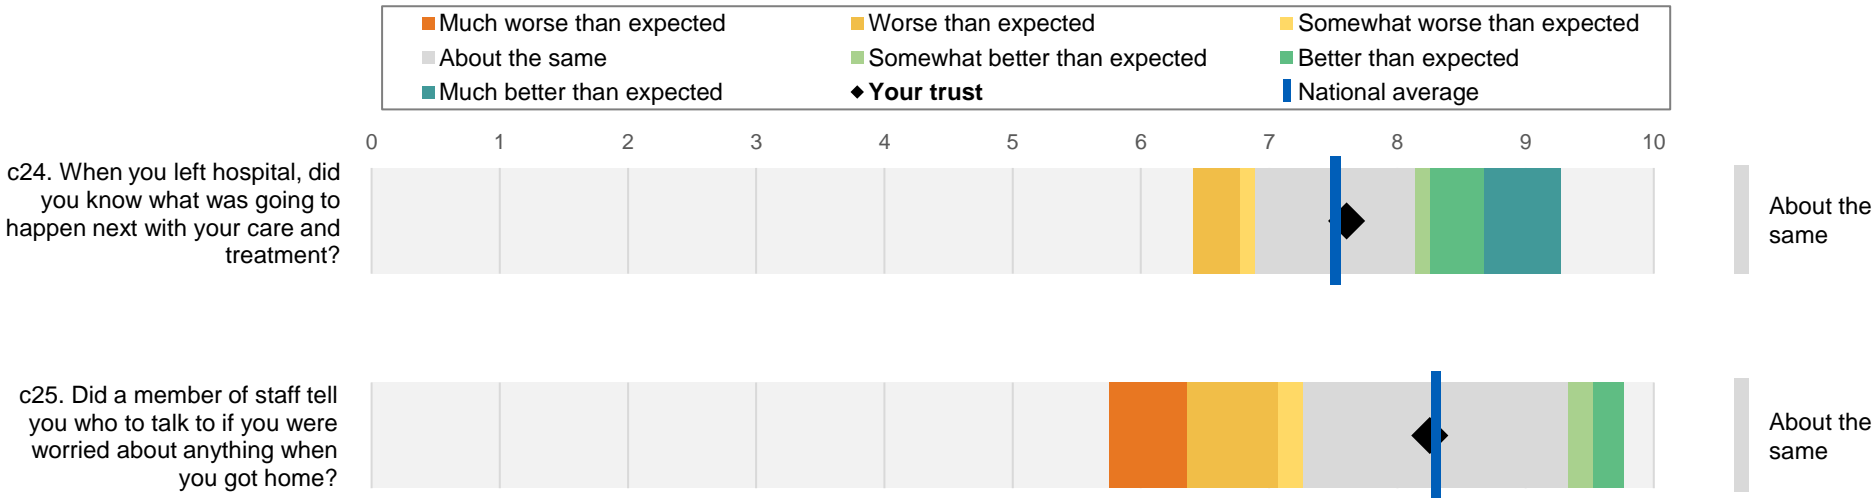 Much worse than expected
Worse than expected
Somewhat worse than expected
About the same
Somewhat better than expected
Better than expected
Much better than expected
Your trust
National average
0 1 2 3 4 5 6 7 8 9 10
c24. When you left hospital, did
you know what was going to
happen next with your care and
treatment?
About the
same
c25. Did a member of staff tell
you who to talk to if you were
worried about anything when
you got home?
About the
same